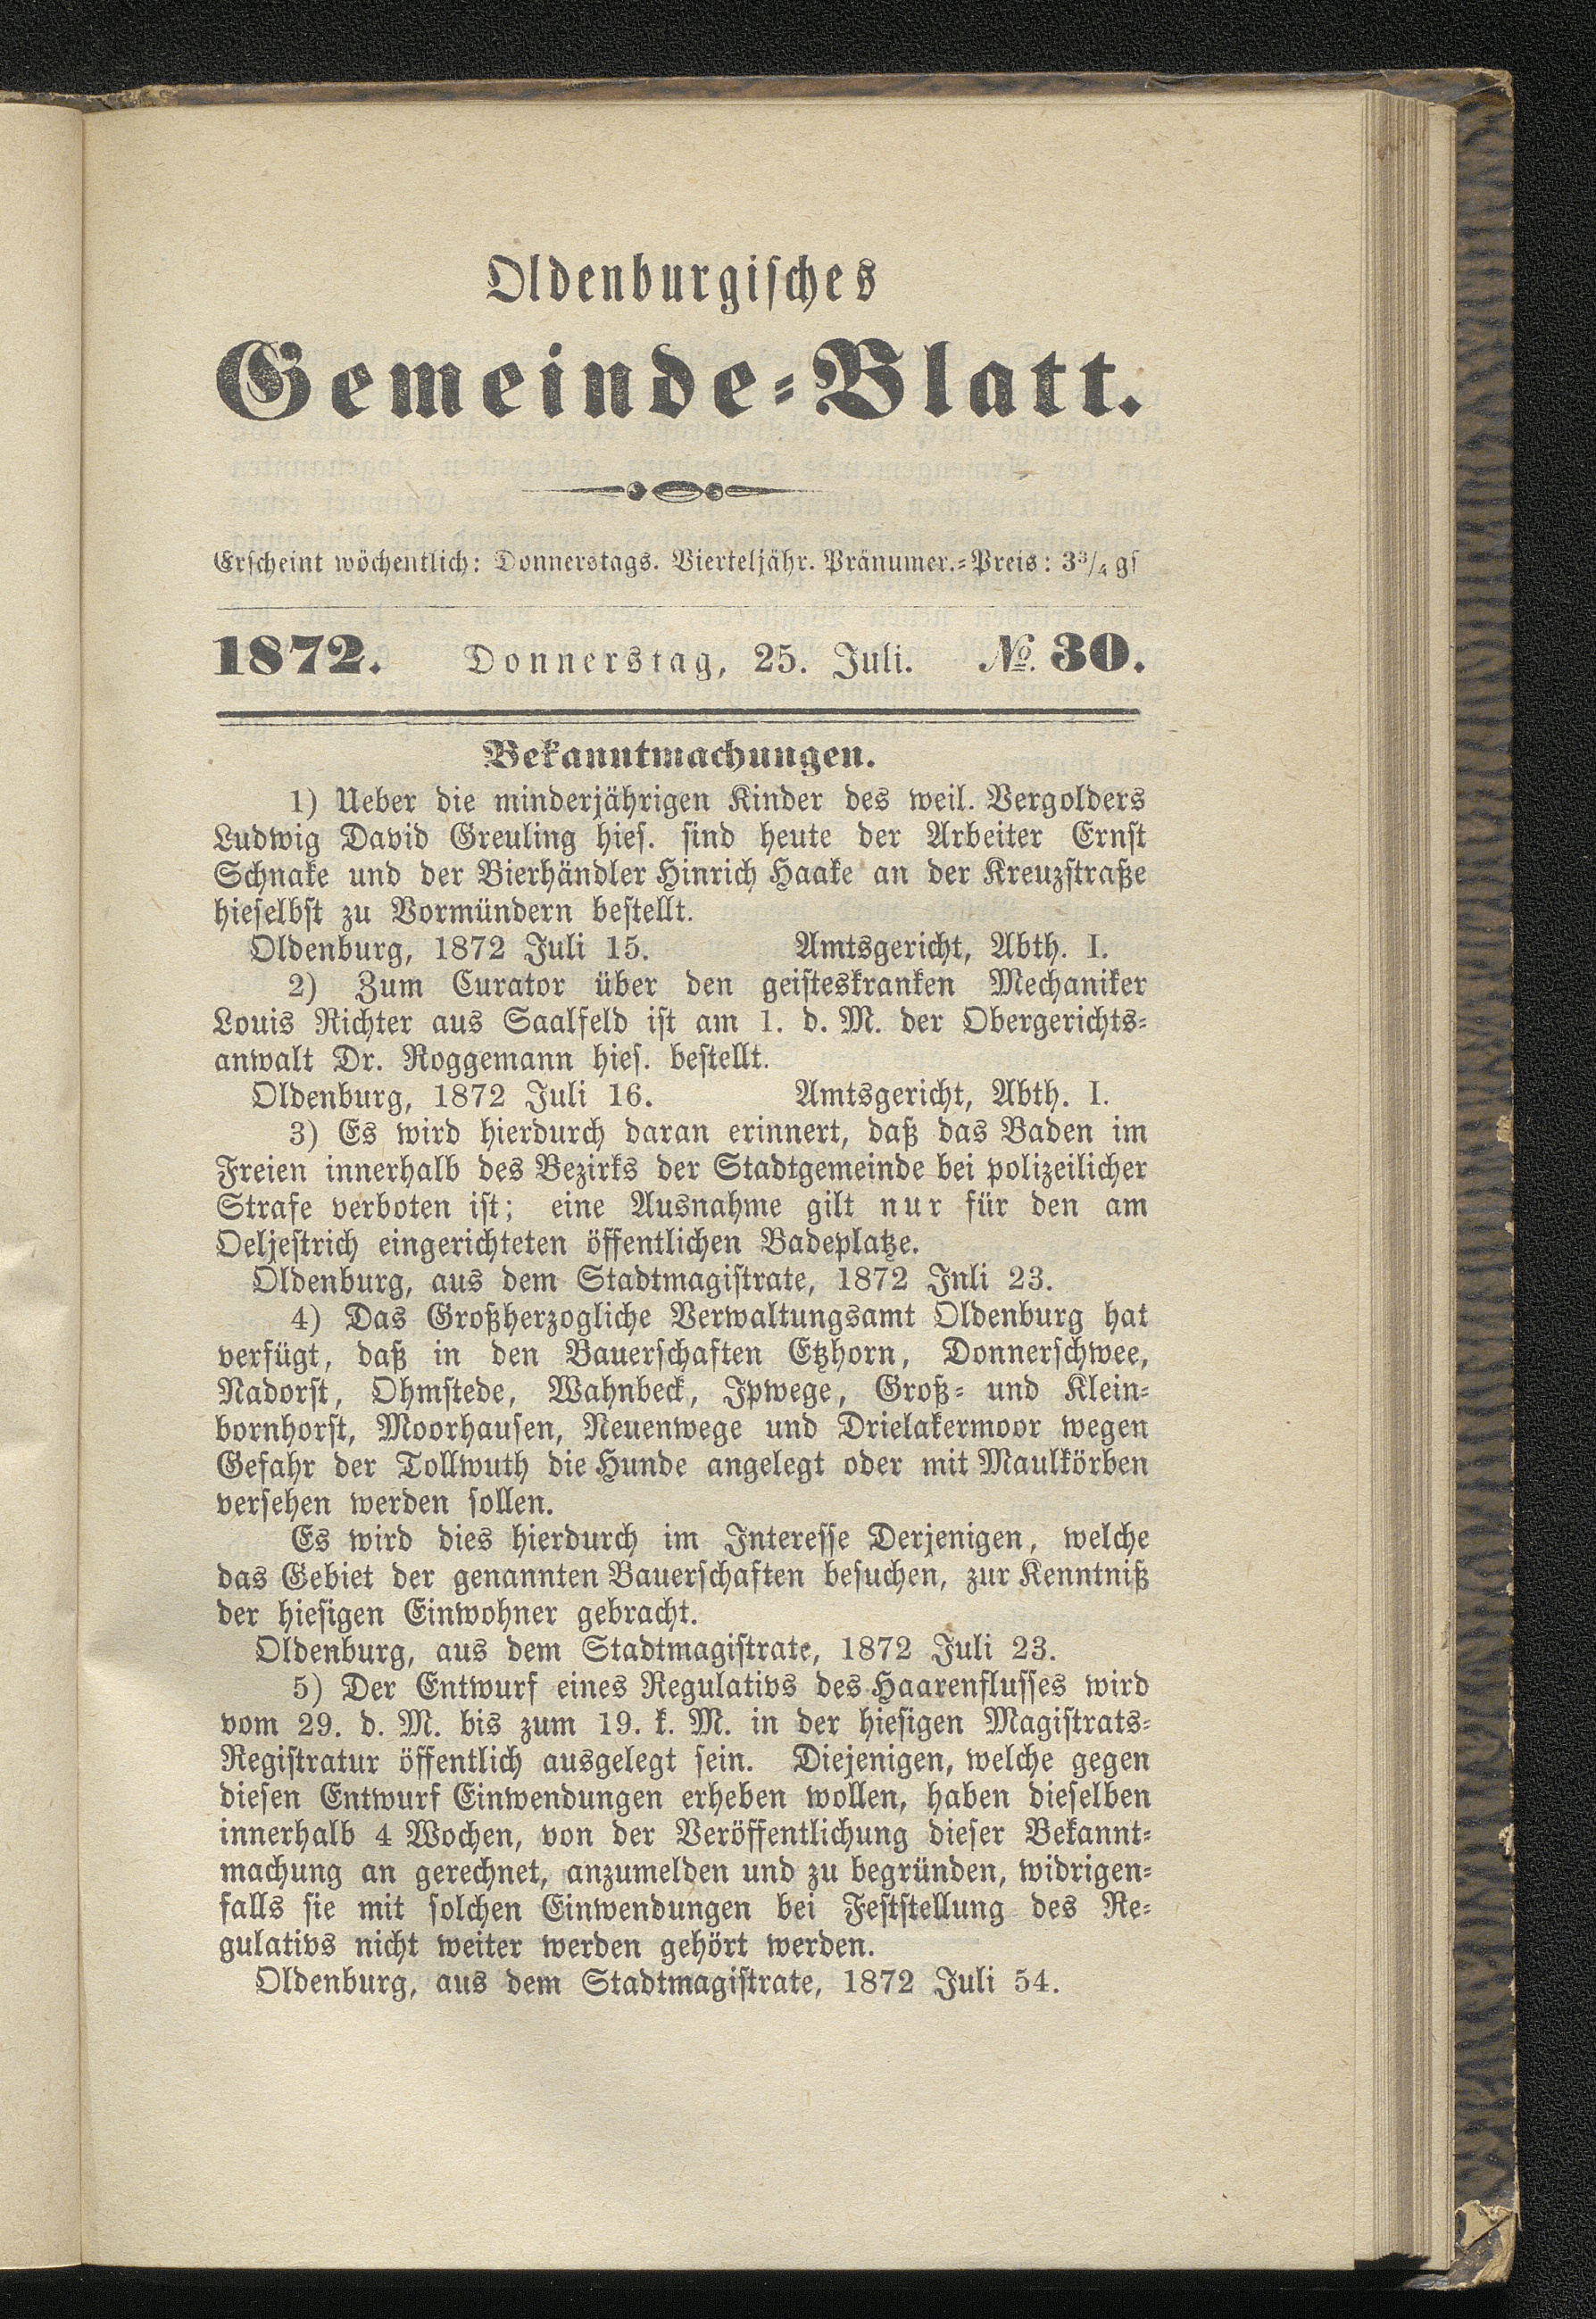 Oldenburgisches
Gemeinde-Blatt.
Erscheint wöchentlich: Donnerstags. Vierteljähr. Pränumer.-Preis: 3¾ gſ
1872. Donnerstag, 25. Juli. №. 30.
Bekanntmachungen.
1) Ueber die minderjährigen Kinder des weil. Vergolders
Ludwig David Greuling hies. sind heute der Arbeiter Ernst
Schnake und der Bierhändler Hinrich Haake an der Kreuzstraße
hieselbst zu Vormündern bestellt.
Oldenburg, 1872 Juli 15. Amtsgericht, Abth. I.
2) Zum Curator über den geisteskranken Mechaniker
Louis Richter aus Saalfeld ist am 1. d. M. der Obergerichts-
anwalt Dr. Roggemann hies. bestellt.
Oldenburg, 1872 Juli 16. Amtsgericht, Abth. I.
3) Es wird hierdurch daran erinnert, daß das Baden im
Freien innerhalb des Bezirks der Stadtgemeinde bei polizeilicher
Strafe verboten ist; eine Ausnahme gilt nur für den am
Oeljestrich eingerichteten öffentlichen Badeplatze.
Oldenburg, aus dem Stadtmagistrate, 1872 Jnli 23.
4) Das Großherzogliche Verwaltungsamt Oldenburg hat
verfügt, daß in den Bauerschaften Etzhorn, Donnerschwee,
Nadorst, Ohmstede, Wahnbeck, Ipwege, Groß- und Klein-
bornhorst, Moorhausen, Neuenwege und Drielakermoor wegen
Gefahr der Tollwuth die Hunde angelegt oder mit Maulkörben
versehen werden sollen.
Es wird dies hierdurch im Interesse Derjenigen, welche
das Gebiet der genannten Bauerschaften besuchen, zur Kenntniß
der hiesigen Einwohner gebracht.
Oldenburg, aus dem Stadtmagistrate, 1872 Juli 23.
5) Der Entwurf eines Regulativs des Haarenflusses wird
vom 29. d. M. bis zum 19. k. M. in der hiesigen Magistrats-
Registratur öffentlich ausgelegt sein. Diejenigen, welche gegen
diesen Entwurf Einwendungen erheben wollen, haben dieselben
innerhalb 4 Wochen, von der Veröffentlichung dieser Bekannt-
machung an gerechnet, anzumelden und zu begründen, widrigen-
falls sie mit solchen Einwendungen bei Feststellung des Re-
gulativs nicht weiter werden gehört werden.
Oldenburg, aus dem Stadtmagistrate, 1872 Juli 54.